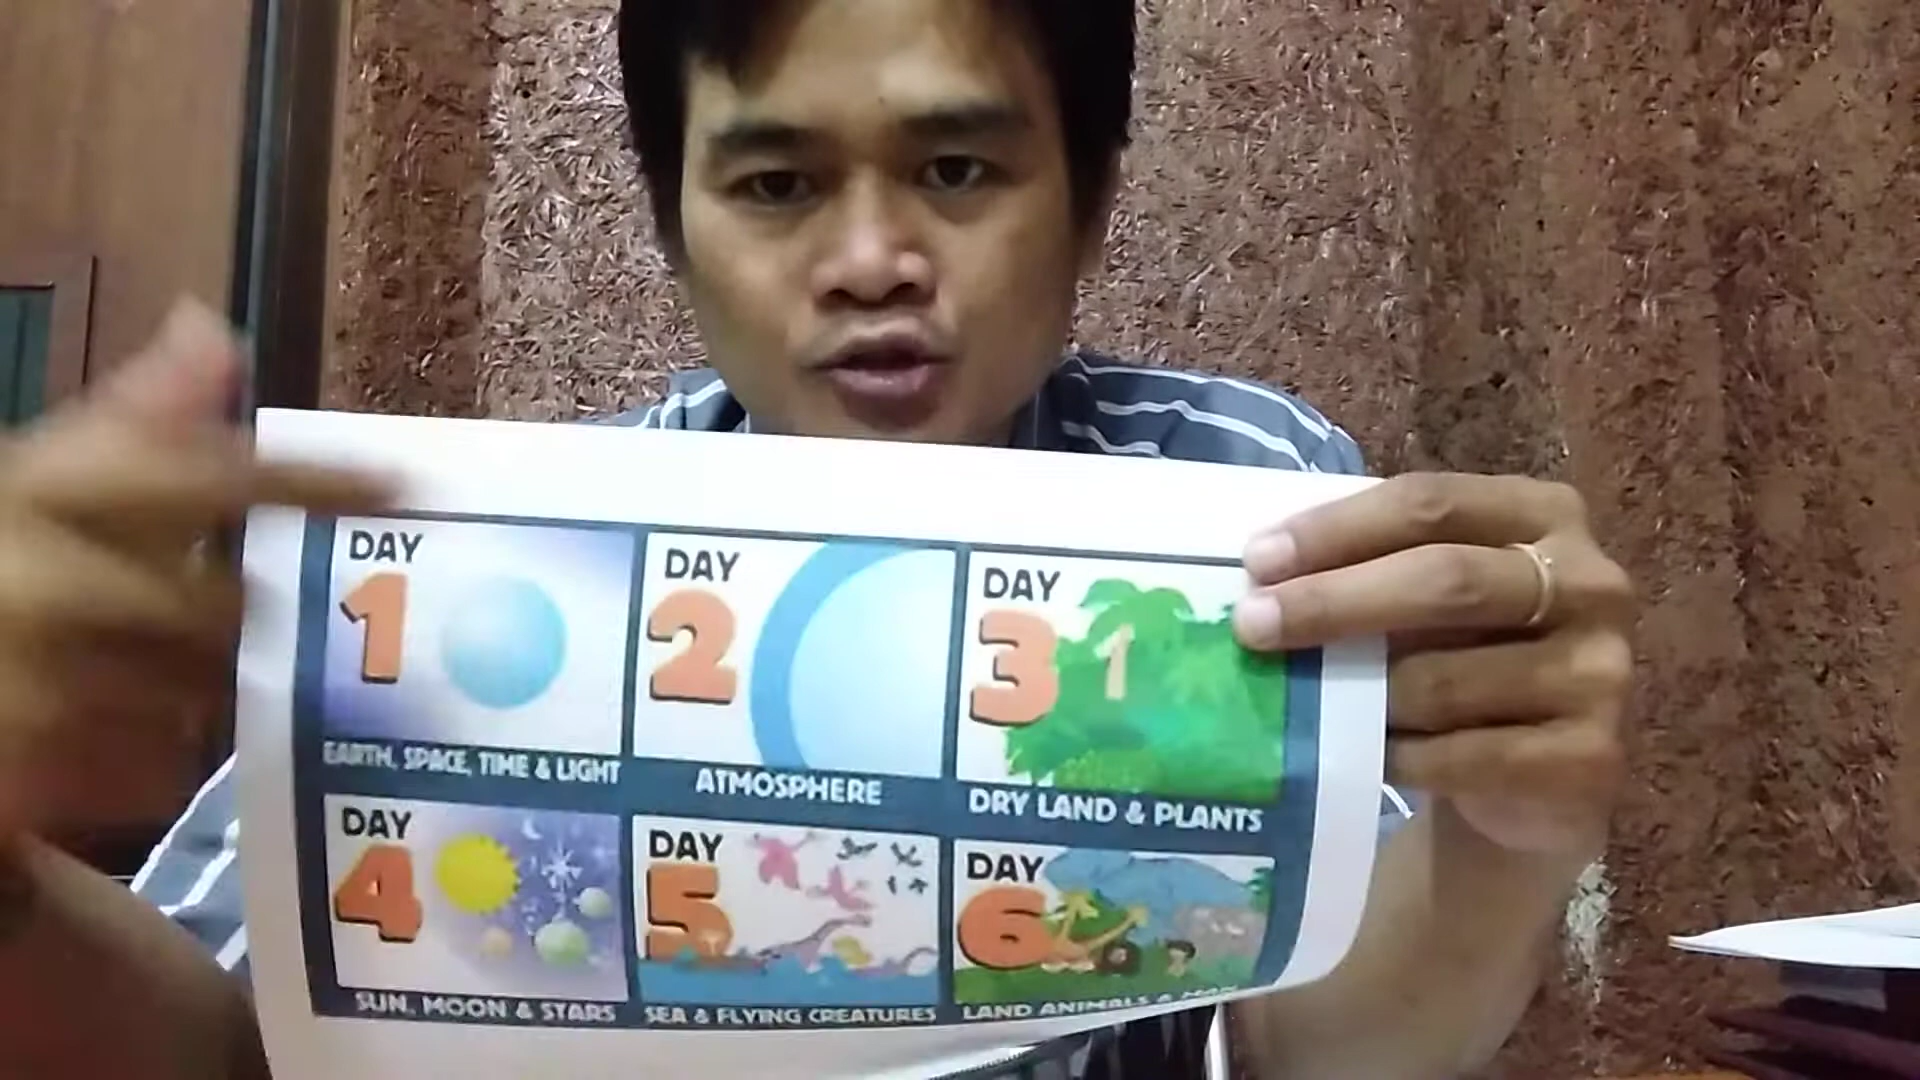 DAY
1
EARTH, SPACE, TIME & LIGHT
DAY
2
ATMOSPHERE
DAY
3
1
DRY LAND & PLANTS
DAY
4
SUN, MOON & STARS
DAY
5
SEA & FLYING CREATURES
DAY
6
LAND ANIMALS &